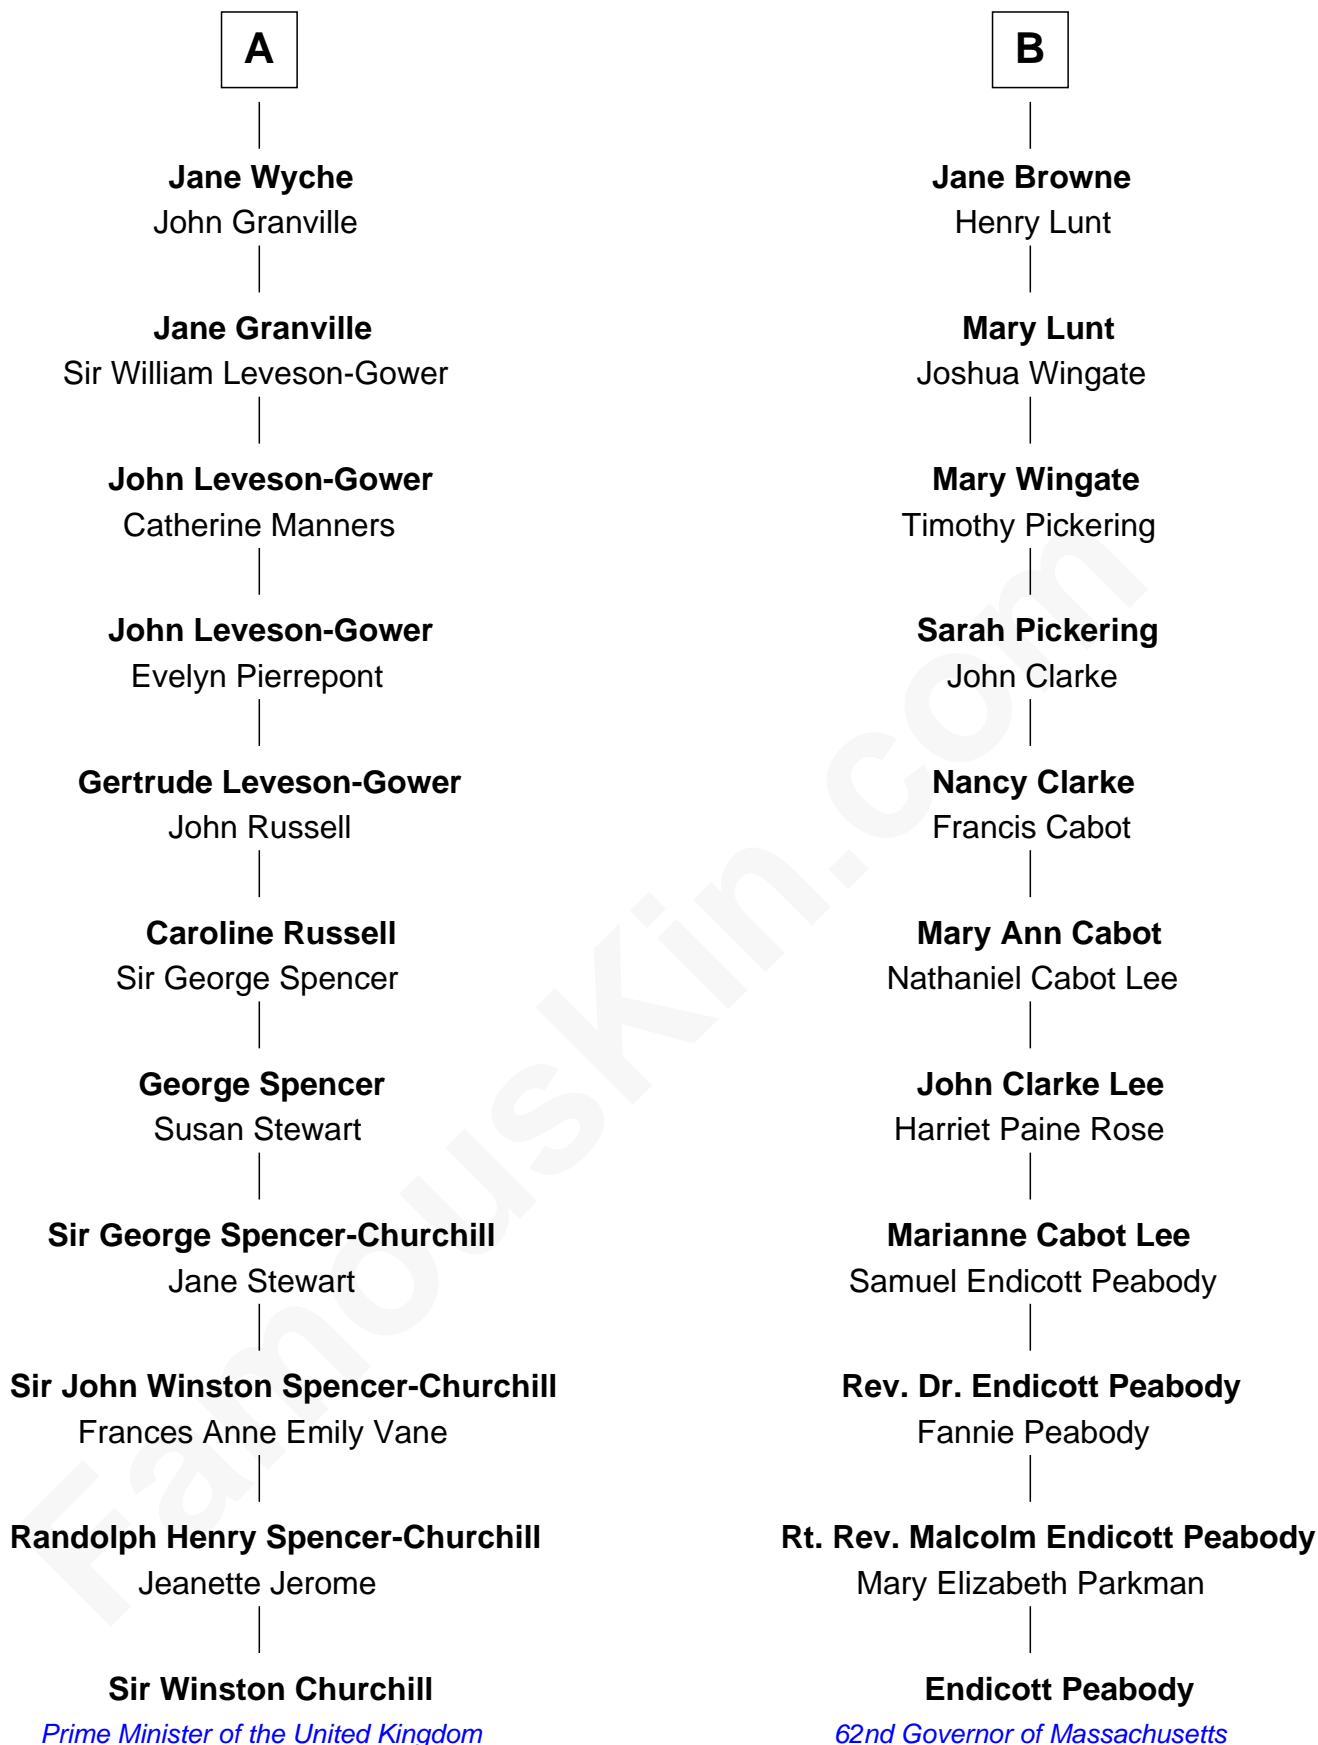 A
Jane Wyche
John Granville
Jane Granville
Sir William Leveson-Gower
John Leveson-Gower
Catherine Manners
John Leveson-Gower
Evelyn Pierrepont
Gertrude Leveson-Gower
John Russell
Caroline Russell
Sir George Spencer
George Spencer
Susan Stewart
Sir George Spencer-Churchill
Jane Stewart
Sir John Winston Spencer-Churchill
Frances Anne Emily Vane
Randolph Henry Spencer-Churchill
Jeanette Jerome
Sir Winston Churchill
Prime Minister of the United Kingdom
B
Jane Browne
Henry Lunt
Mary Lunt
Joshua Wingate
Mary Wingate
Timothy Pickering
Sarah Pickering
John Clarke
Nancy Clarke
Francis Cabot
Mary Ann Cabot
Nathaniel Cabot Lee
John Clarke Lee
Harriet Paine Rose
Marianne Cabot Lee
Samuel Endicott Peabody
Rev. Dr. Endicott Peabody
Fannie Peabody
Rt. Rev. Malcolm Endicott Peabody
Mary Elizabeth Parkman
Endicott Peabody
62nd Governor of Massachusetts
FamousKin.com